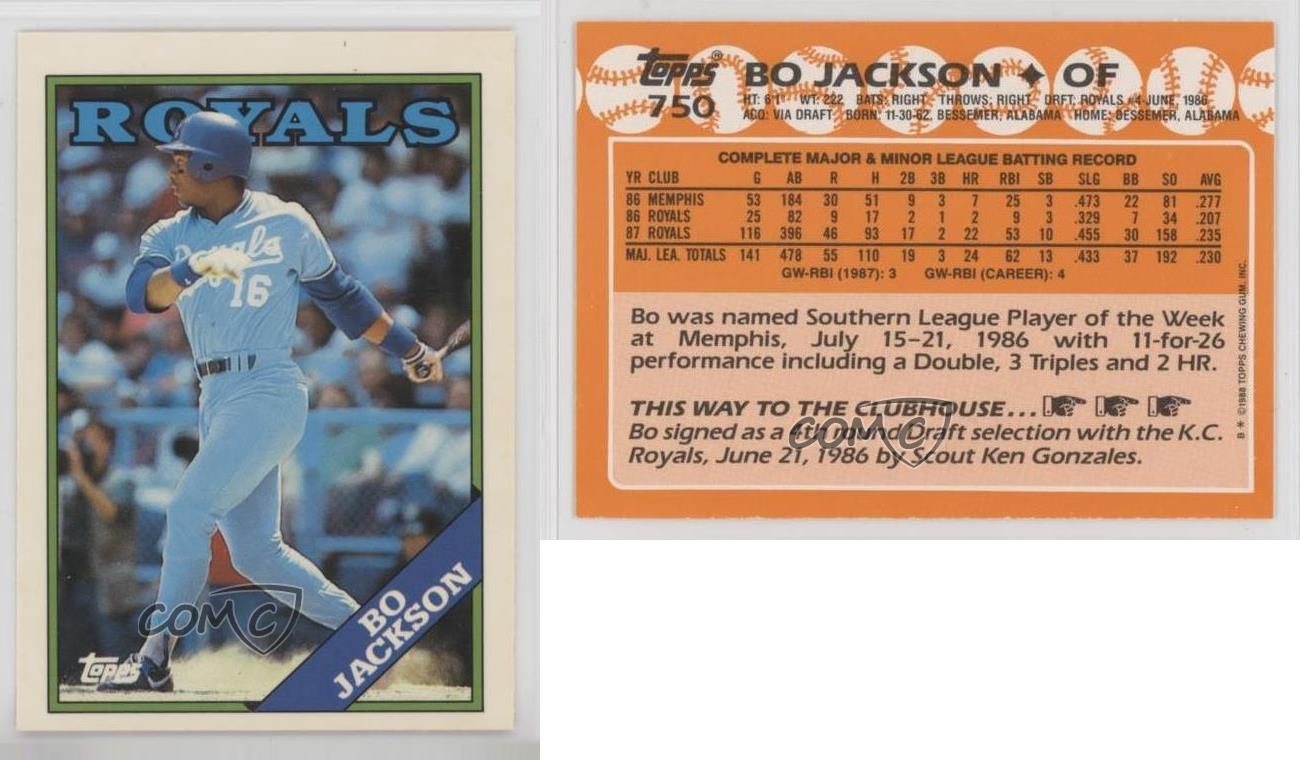 ROYALS
Royals
16
COMC
topps
BO
JACKSON
topps®
750
BO JACKSON ✦ OF
HT: 6'1" WT: 222 BATS: RIGHT THROWS: RIGHT DRFT: ROYALS #4-JUNE, 1986
ACQ: VIA DRAFT BORN: 11-30-62, BESSEMER, ALABAMA HOME: BESSEMER, ALABAMA
COMPLETE MAJOR & MINOR LEAGUE BATTING RECORD
YR CLUB G AB R H 2B 3B HR RBI SB SLG BB SO AVG
86 MEMPHIS 53 184 30 51 9 3 7 25 3 .473 22 81 .277
86 ROYALS 25 82 9 17 2 1 2 9 3 .329 7 34 .207
87 ROYALS 116 396 46 93 17 2 22 53 10 .455 30 158 .235
MAJ. LEA. TOTALS 141 478 55 110 19 3 24 62 13 .433 37 192 .230
GW-RBI (1987): 3 GW-RBI (CAREER): 4
Bo was named Southern League Player of the Week
at Memphis, July 15-21, 1986 with 11-for-26
performance including a Double, 3 Triples and 2 HR.
THIS WAY TO THE CLUBHOUSE...
Bo signed as a 4th round Draft selection with the K.C.
Royals, June 21, 1986 by Scout Ken Gonzales.
COMC
B * ©1988 TOPPS CHEWING GUM, INC.